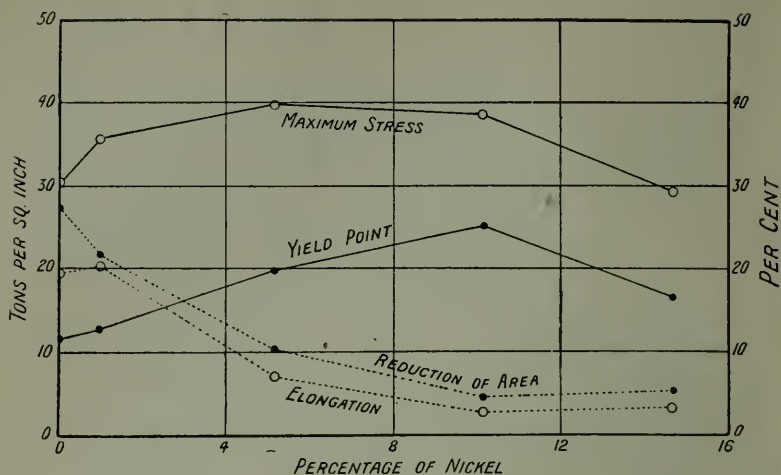 50
40
30
20
10
0
TONS PER SQ. INCH
50
40
30
20
10
0
PER CENT
MAXIMUM STRESS
YIELD POINT
REDUCTION OF AREA
ELONGATION
0
4
8
12
16
PERCENTAGE OF NICKEL